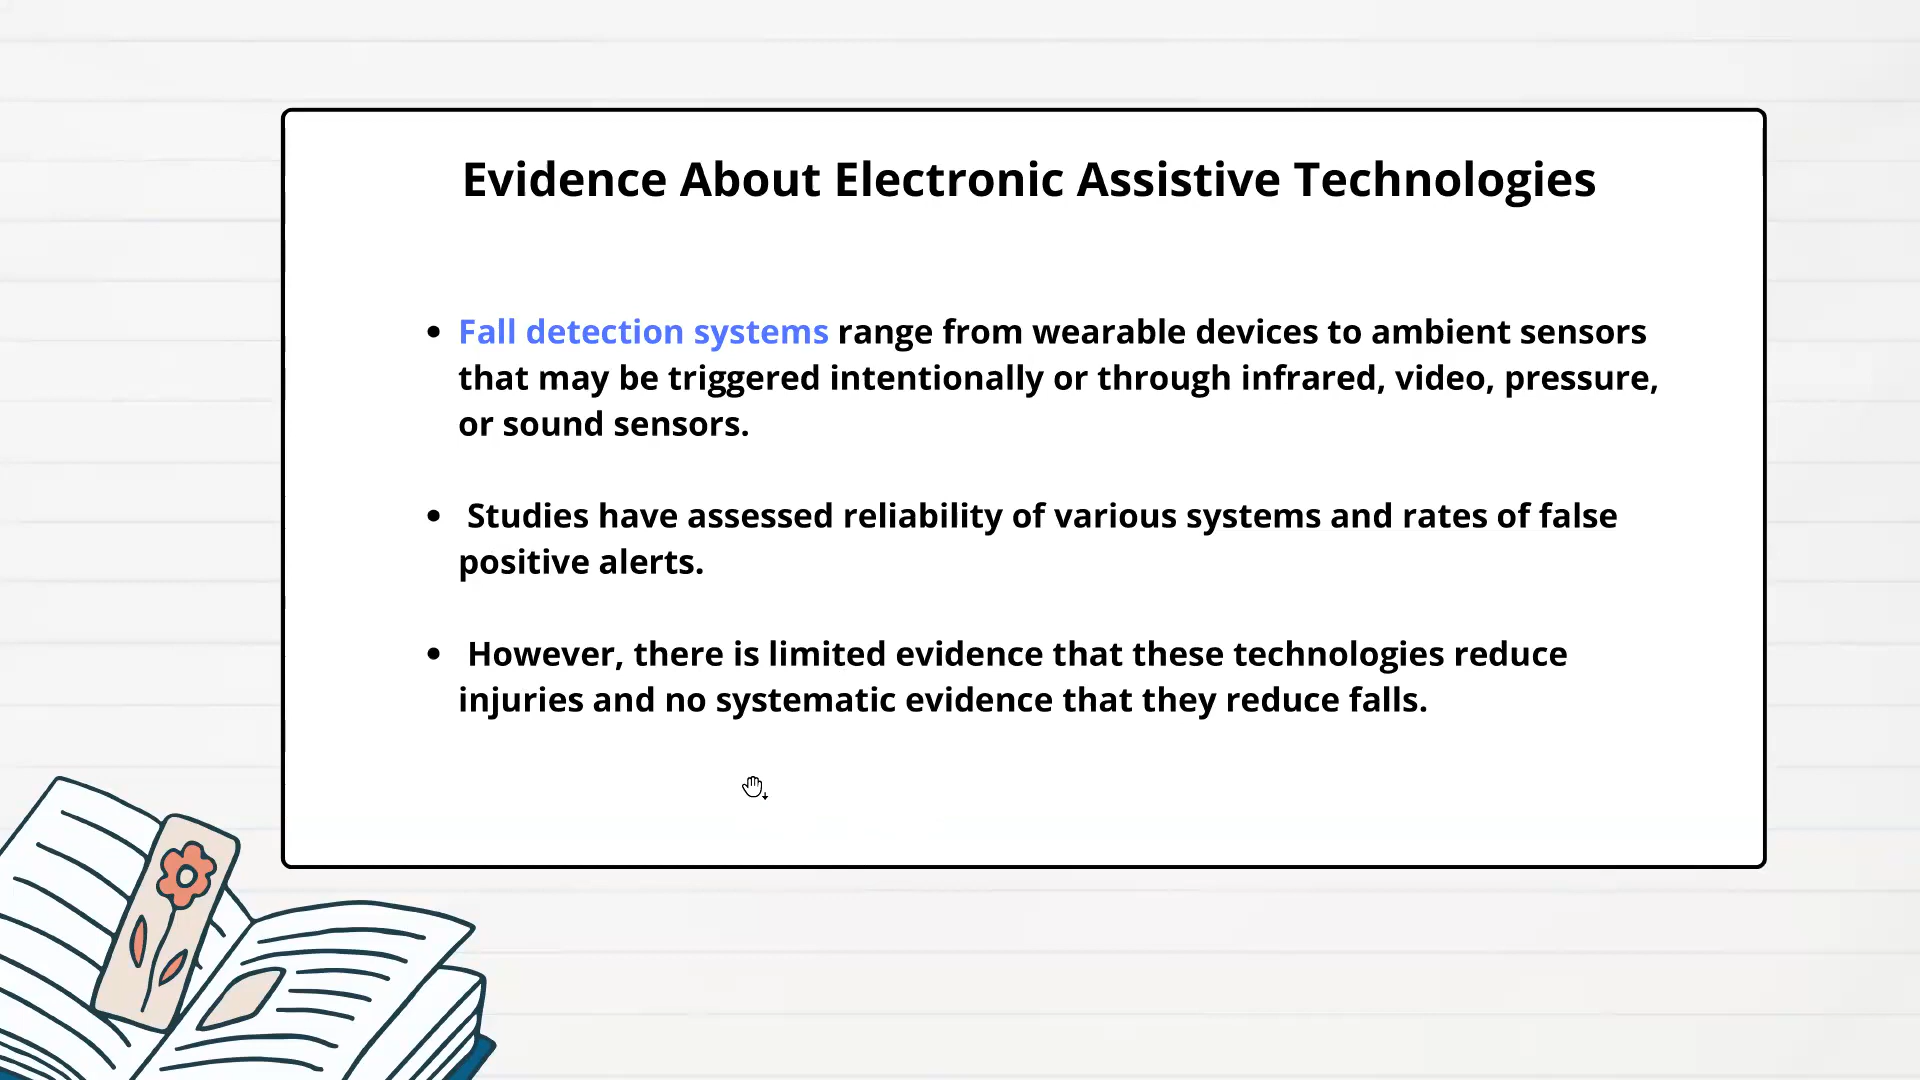 Evidence About Electronic Assistive Technologies
• Fall detection systems range from wearable devices to ambient sensors
that may be triggered intentionally or through infrared, video, pressure,
or sound sensors.
• Studies have assessed reliability of various systems and rates of false
positive alerts.
• However, there is limited evidence that these technologies reduce
injuries and no systematic evidence that they reduce falls.